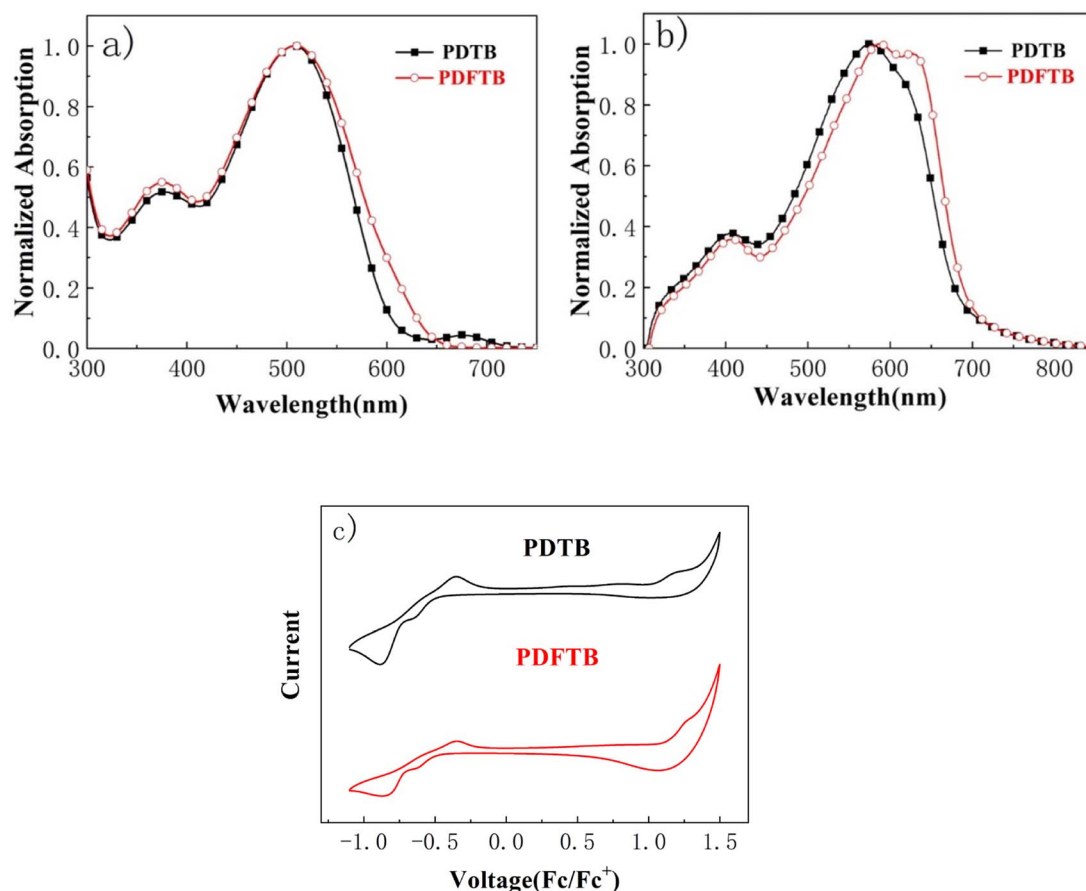 a)
PDTB
PDFTB
Normalized Absorption
1.0
0.8
0.6
0.4
0.2
0.0
300 400 500 600 700
Wavelength(nm)
b)
PDTB
PDFTB
Normalized Absorption
1.0
0.8
0.6
0.4
0.2
0.0
300 400 500 600 700 800
Wavelength(nm)
c)
PDTB
PDFTB
Current
-1.0 -0.5 0.0 0.5 1.0 1.5
Voltage(Fc/Fc⁺)